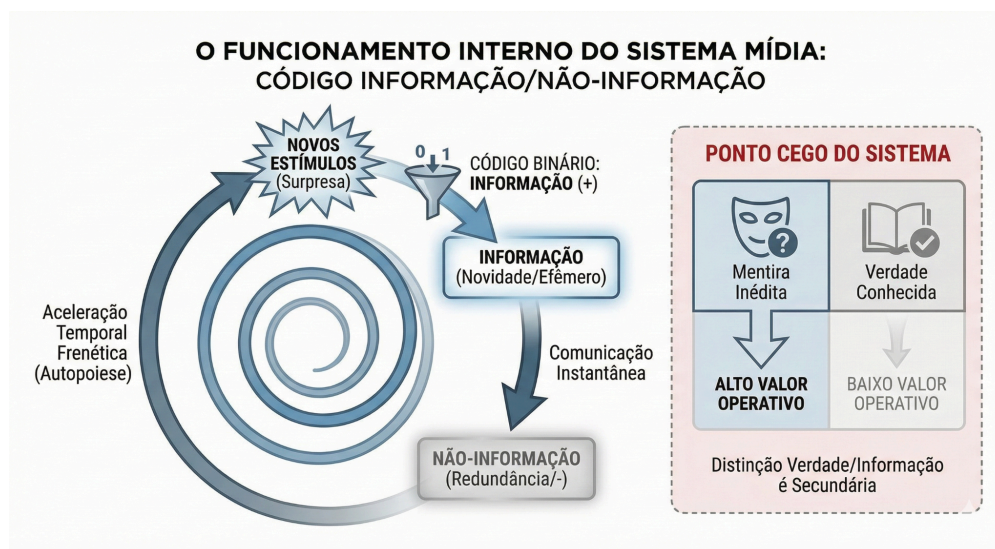 O FUNCIONAMENTO INTERNO DO SISTEMA MÍDIA:
CÓDIGO INFORMAÇÃO/NÃO-INFORMAÇÃO
NOVOS
ESTÍMULOS
(Surpresa)
0 1
CÓDIGO BINÁRIO:
INFORMAÇÃO (+)
INFORMAÇÃO
(Novidade/Efêmero)
Aceleração
Temporal
Frenética
(Autopoiese)
Comunicação
Instantânea
NÃO-INFORMAÇÃO
(Redundância/-)
PONTO CEGO DO SISTEMA
?
Mentira
Inédita
Verdade
Conhecida
ALTO VALOR
OPERATIVO
BAIXO VALOR
OPERATIVO
Distinção Verdade/Informação
é Secundária